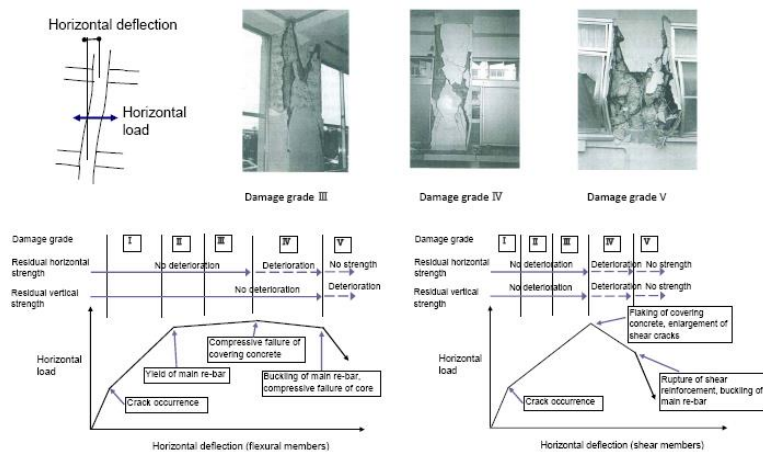 Horizontal deflection
Horizontal
load
Damage grade Ⅲ
Damage grade Ⅳ
Damage grade Ⅴ
Damage grade
Ⅰ
Ⅱ
Ⅲ
Ⅳ
Ⅴ
Residual horizontal
strength
No deterioration
Deterioration
No strength
Residual vertical
strength
No deterioration
Deterioration
Horizontal
load
Compressive failure of
covering concrete
Yield of main re-bar
Buckling of main re-bar,
compressive failure of core
Crack occurrence
Horizontal deflection (flexural members)
Damage grade
Ⅰ
Ⅱ
Ⅲ
Ⅳ
Ⅴ
Residual horizontal
strength
No deterioration
Deterioration
No strength
Residual vertical
strength
No deterioration
Deterioration
No strength
Horizontal
load
Flaking of covering
concrete, enlargement of
shear cracks
Rupture of shear
reinforcement, buckling of
main re-bar
Crack occurrence
Horizontal deflection (shear members)